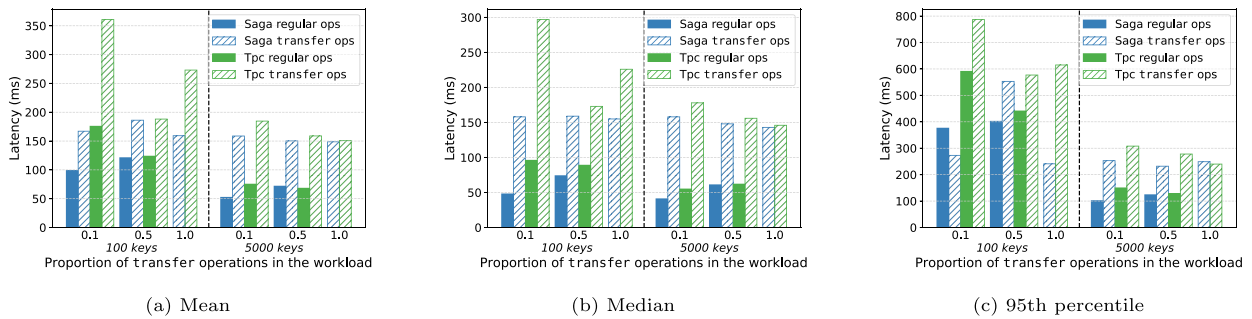 350
300
250
200
150
100
50
0
Latency (ms)
Saga regular ops
Saga transfer ops
Tpc regular ops
Tpc transfer ops
0.1 0.5 1.0 0.1 0.5 1.0
100 keys 5000 keys
Proportion of transfer operations in the workload
(a) Mean
300
250
200
150
100
50
0
Latency (ms)
Saga regular ops
Saga transfer ops
Tpc regular ops
Tpc transfer ops
0.1 0.5 1.0 0.1 0.5 1.0
100 keys 5000 keys
Proportion of transfer operations in the workload
(b) Median
800
700
600
500
400
300
200
100
0
Latency (ms)
Saga regular ops
Saga transfer ops
Tpc regular ops
Tpc transfer ops
0.1 0.5 1.0 0.1 0.5 1.0
100 keys 5000 keys
Proportion of transfer operations in the workload
(c) 95th percentile